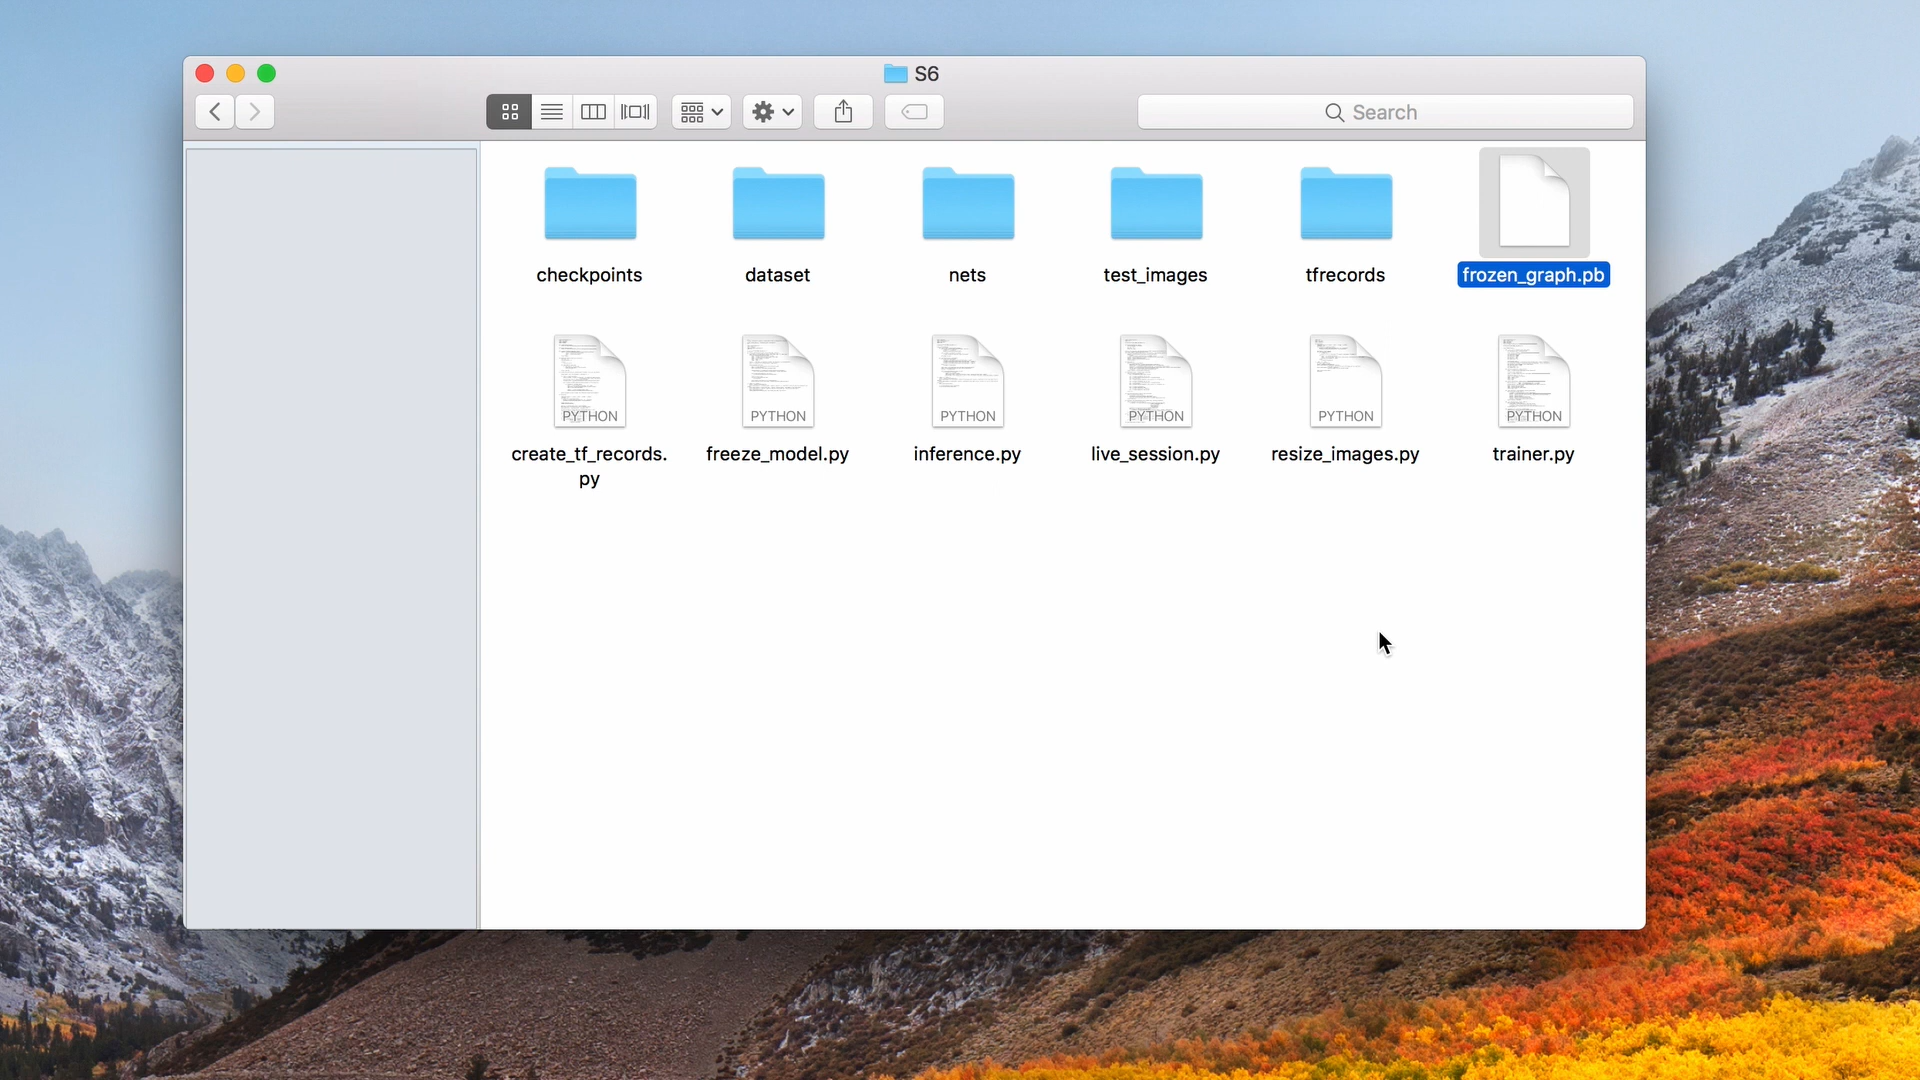 S6
Search
checkpoints
dataset
nets
test_images
tfrecords
frozen_graph.pb
PYTHON
PYTHON
PYTHON
PYTHON
PYTHON
PYTHON
create_tf_records.
py
freeze_model.py
inference.py
live_session.py
resize_images.py
trainer.py